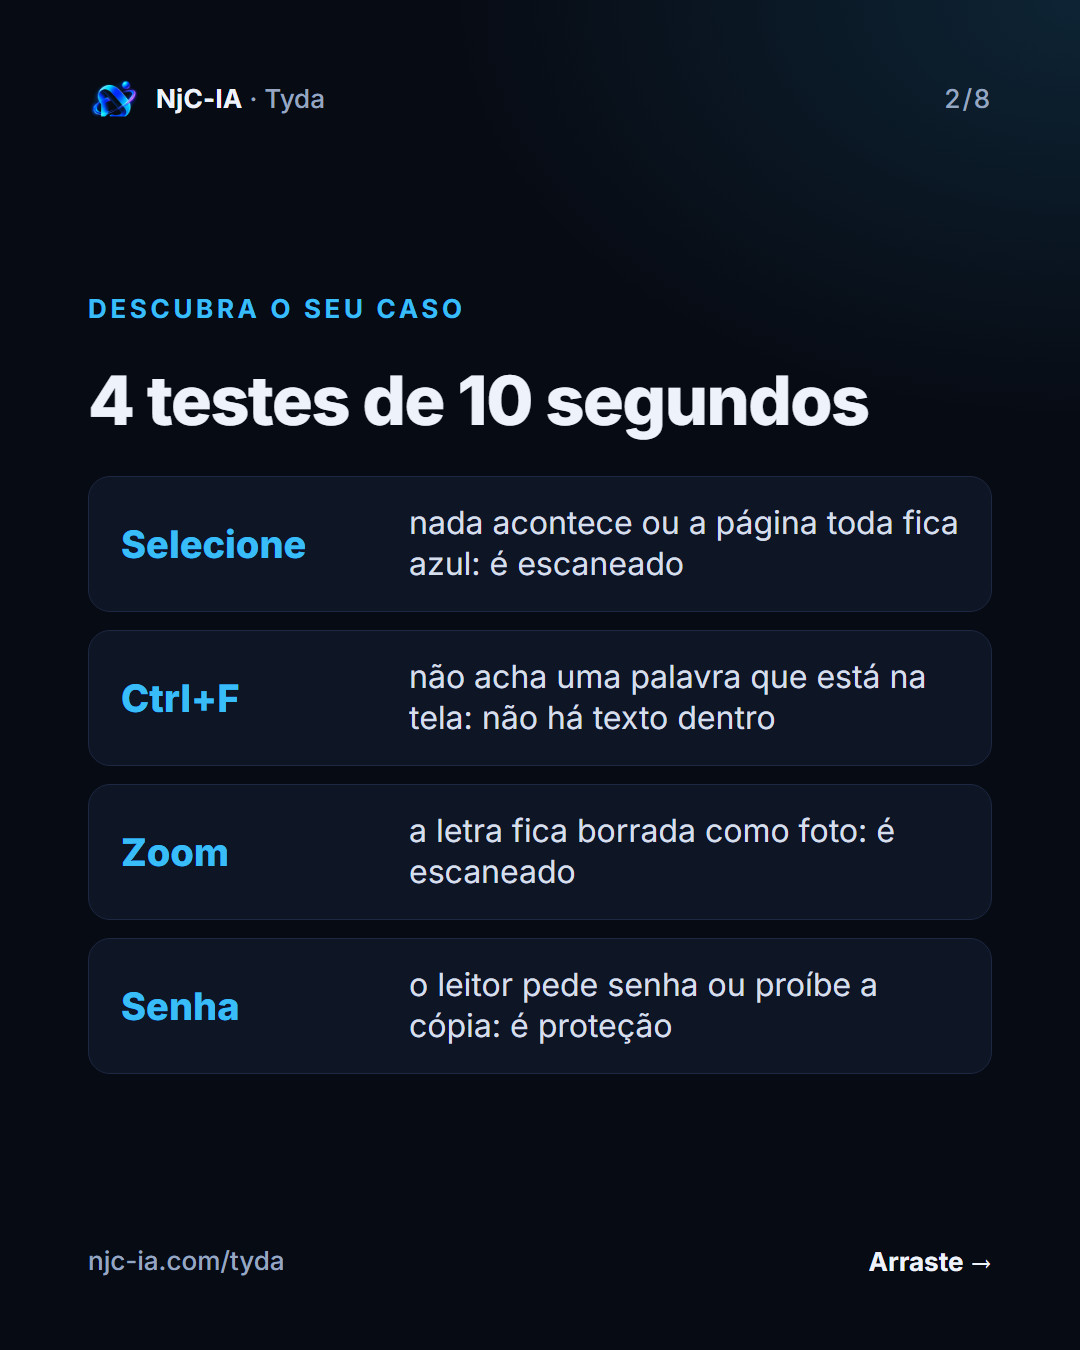 NjC-IA · Tyda
2/8
DESCUBRA O SEU CASO
4 testes de 10 segundos
Selecione
nada acontece ou a página toda fica
azul: é escaneado
Ctrl+F
não acha uma palavra que está na
tela: não há texto dentro
Zoom
a letra fica borrada como foto: é
escaneado
Senha
o leitor pede senha ou proíbe a
cópia: é proteção
njc-ia.com/tyda
Arraste →